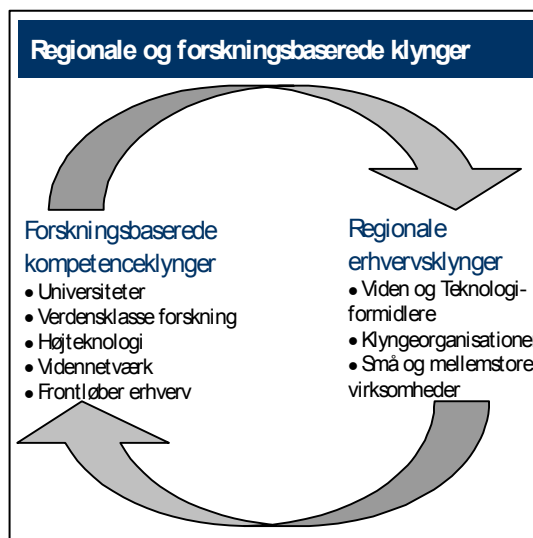 Regionale og forskningsbaserede klynger
Forskningsbaserede
kompetenceklynger
• Universiteter
• Verdensklasse forskning
• Højteknologi
• Vidennetværk
• Frontløber erhverv
Regionale
erhvervsklynger
• Viden og Teknologi-
formidlere
• Klyngeorganisationer
• Små og mellemstore
virksomheder